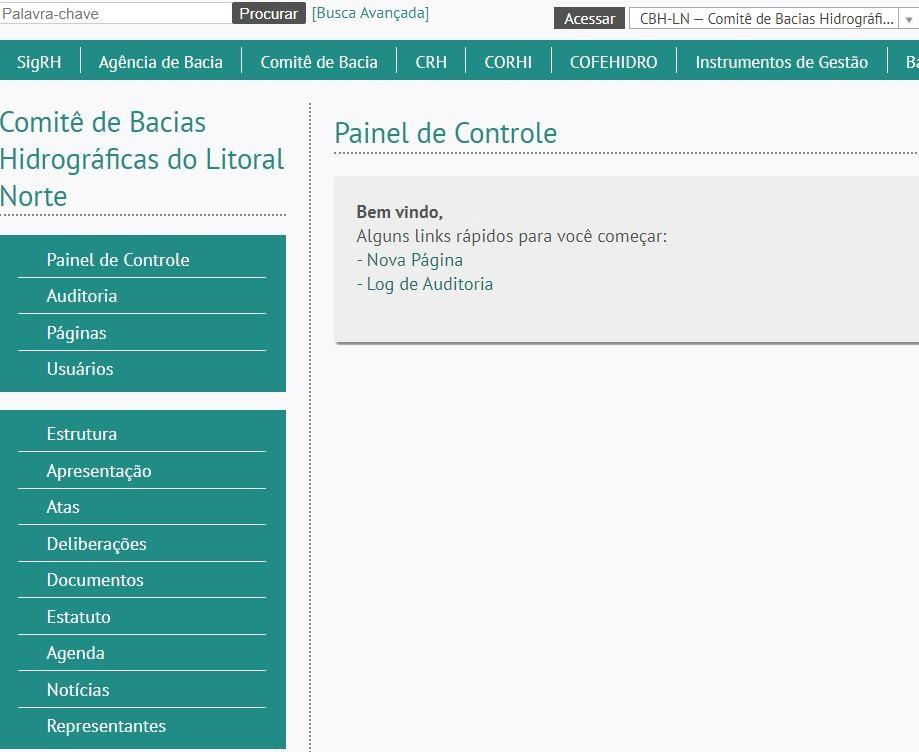 Palavra-chave Procurar [Busca Avançada] Acessar CBH-LN — Comitê de Bacias Hidrográfi...
SigRH Agência de Bacia Comitê de Bacia CRH CORHI COFEHIDRO Instrumentos de Gestão
Comitê de Bacias
Hidrográficas do Litoral
Norte
Painel de Controle
Auditoria
Páginas
Usuários
Estrutura
Apresentação
Atas
Deliberações
Documentos
Estatuto
Agenda
Notícias
Representantes
Painel de Controle
Bem vindo,
Alguns links rápidos para você começar:
- Nova Página
- Log de Auditoria